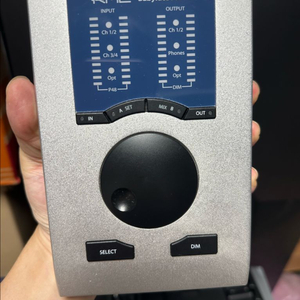 INPUT OUTPUT
Ch 1/2 Ch 1/2
Ch 3/4 Phones
Opt Opt
P48 DIM
IN A SET MIX B OUT
SELECT DIM